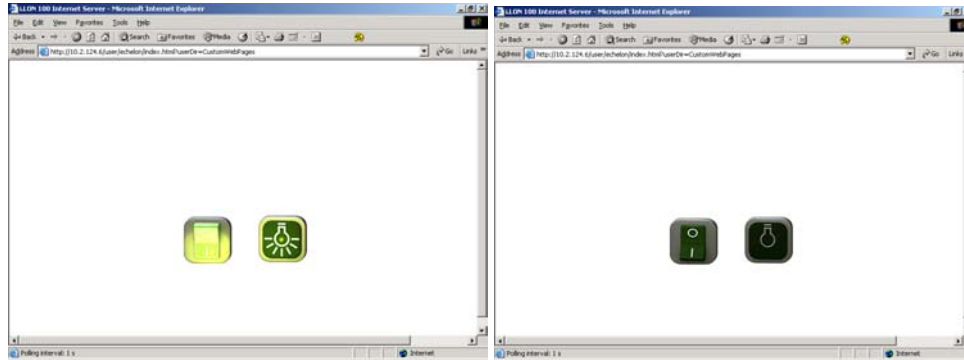 i.LON 100 Internet Server - Microsoft Internet Explorer
File Edit View Favorites Tools Help
Back Search Favorites Media
Address http://10.2.124.6/user/echelon/index.html?userDir=CustomWebPages Go Links
Polling interval: 1 s Internet
i.LON 100 Internet Server - Microsoft Internet Explorer
File Edit View Favorites Tools Help
Back Search Favorites Media
Address http://10.2.124.6/user/echelon/index.html?userDir=CustomWebPages Go Links
Polling interval: 1 s Internet